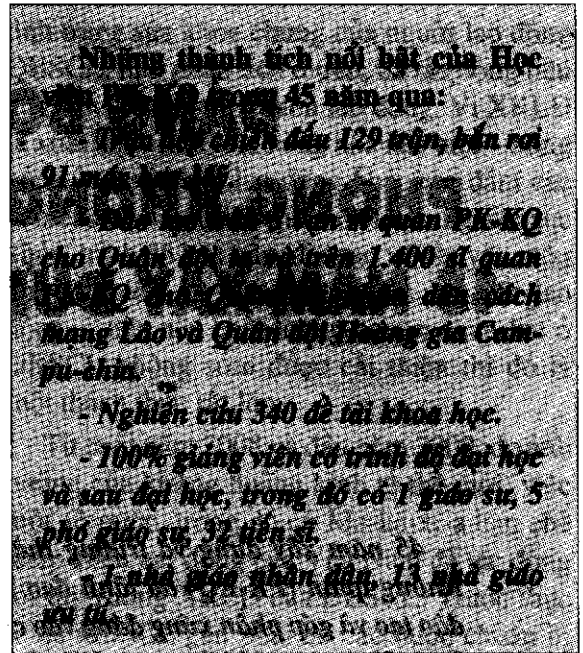 Những thành tích nổi bật của Học
viện PK-KQ trong 45 năm qua:
- Trực tiếp chiến đấu 129 trận, bắn rơi
91 máy bay Mỹ.
- Đào tạo trên vạn sĩ quan PK-KQ
cho Quân đội ta và trên 1.400 sĩ quan
PK-KQ cho Quân dân cách
mạng Lào và Quân đội Hoàng gia Cam-
pu-chia.
- Nghiên cứu 340 đề tài khoa học.
- 100% giảng viên có trình độ đại học
và sau đại học, trong đó có 1 giáo sư, 5
phó giáo sư, 32 tiến sĩ.
- 1 nhà giáo nhân dân, 13 nhà giáo
ưu tú.